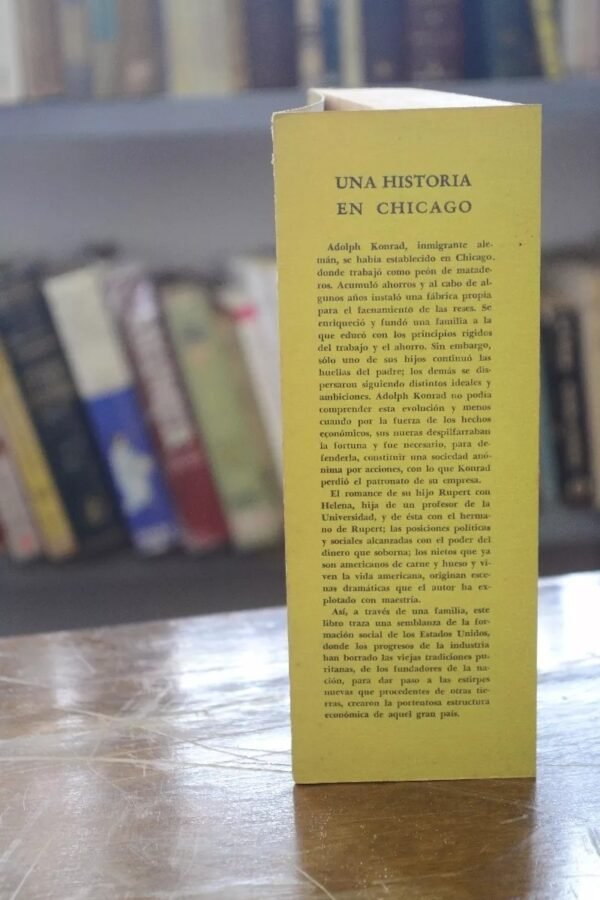 UNA HISTORIA
EN CHICAGO
Adolph Konrad, inmigrante ale-
mán, se había establecido en Chicago,
donde trabajó como peón de matade-
ros. Acumuló ahorros y al cabo de al-
gunos años instaló una fábrica propia
para el faenamiento de las reses. Se
enriqueció y fundó una familia a la
que educó con los principios rígidos
del trabajo y el ahorro. Sin embargo,
sólo uno de sus hijos continuó las
huellas del padre; los demás se dis-
persaron siguiendo distintos ideales y
ambiciones. Adolph Konrad no podía
comprender esta evolución y menos
cuando por la fuerza de los hechos
económicos, sus nueras despilfarraban
la fortuna y fue necesario, para de-
fenderla, constituir una sociedad anó-
nima por acciones, con lo que Konrad
perdió el patronato de su empresa.
El romance de su hijo Rupert con
Helena, hija de un profesor de la
Universidad, y de ésta con el herma-
no de Rupert; las posiciones políticas
y sociales alcanzadas con el poder del
dinero que soborna; los nietos que ya
son americanos de carne y hueso y vi-
ven la vida americana, originan esce-
nas dramáticas que el autor ha ex-
plotado con maestría.
Así, a través de una familia, este
libro traza una semblanza de la for-
mación social de los Estados Unidos,
donde los progresos de la industria
han borrado las viejas tradiciones pu-
ritanas, de los fundadores de la na-
ción, para dar paso a las estirpes
nuevas que procedentes de otras tie-
rras, crearon la portentosa estructura
económica de aquel gran país.